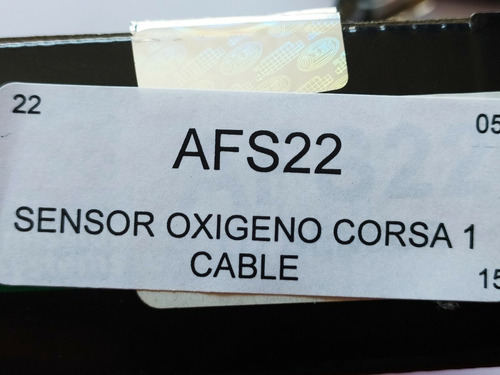 22
05
AFS22
SENSOR OXIGENO CORSA 1
CABLE
15